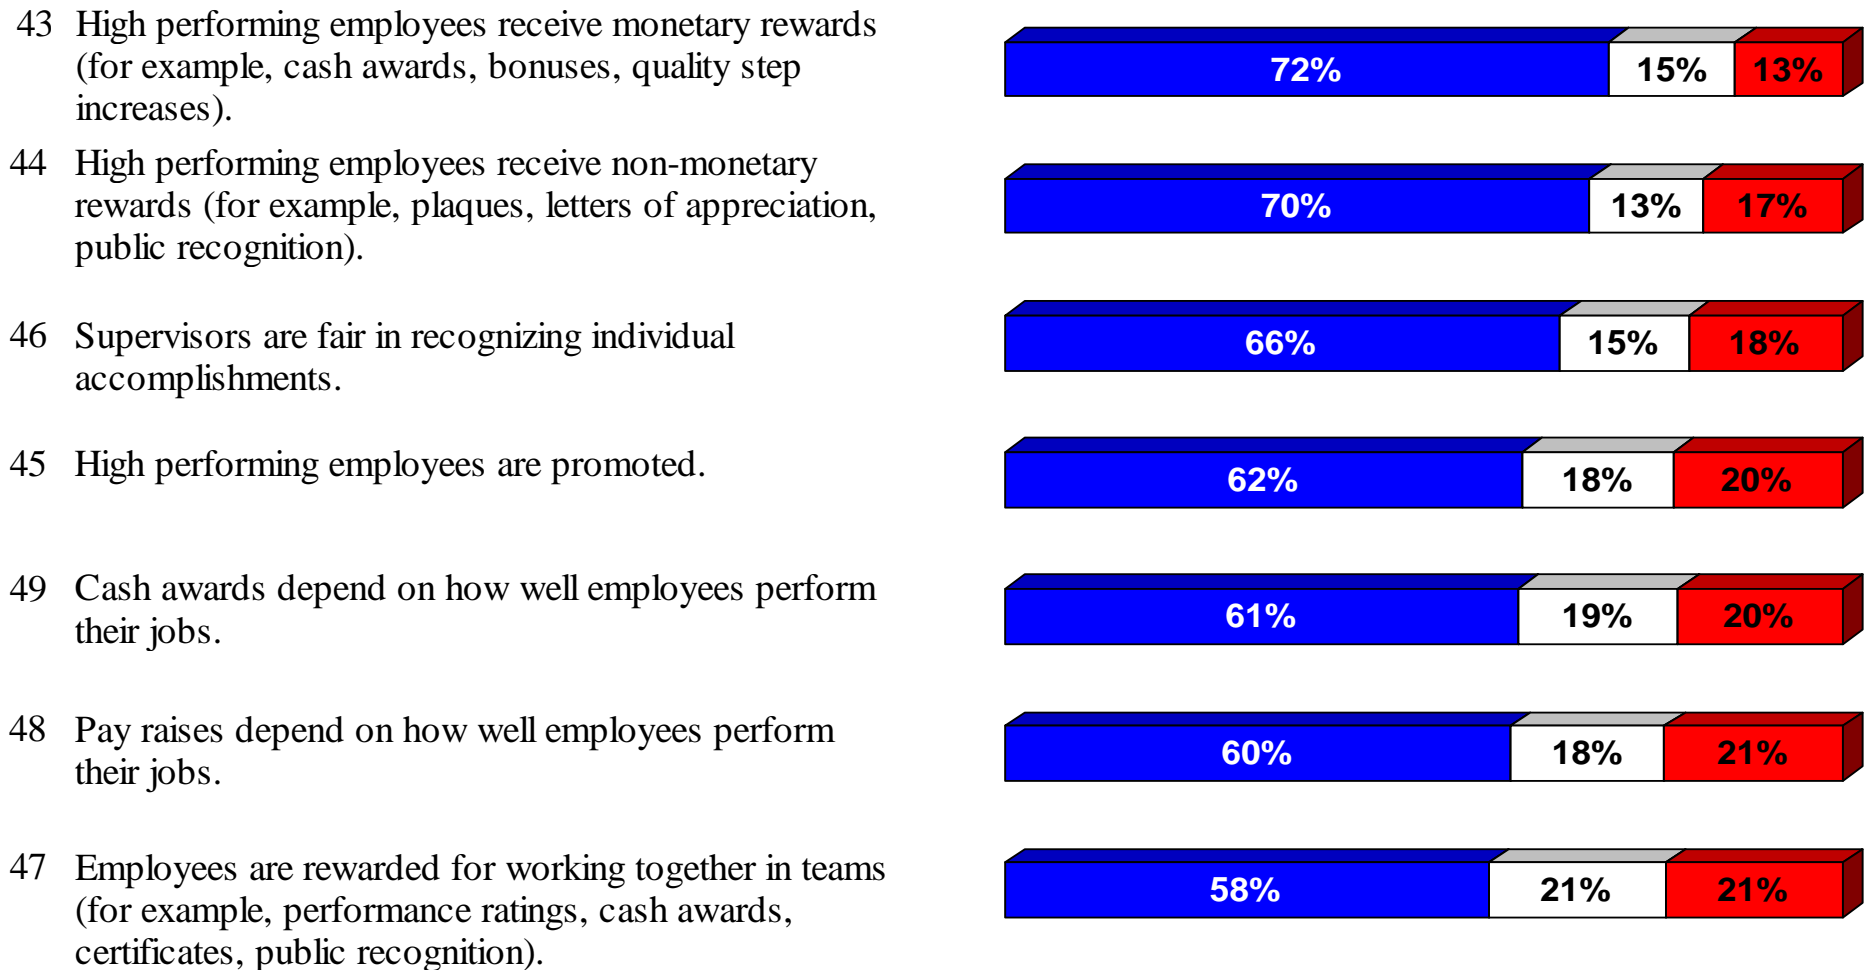 43 High performing employees receive monetary rewards
(for example, cash awards, bonuses, quality step
increases).
72% 15% 13%
44 High performing employees receive non-monetary
rewards (for example, plaques, letters of appreciation,
public recognition).
70% 13% 17%
46 Supervisors are fair in recognizing individual
accomplishments.
66% 15% 18%
45 High performing employees are promoted.
62% 18% 20%
49 Cash awards depend on how well employees perform
their jobs.
61% 19% 20%
48 Pay raises depend on how well employees perform
their jobs.
60% 18% 21%
47 Employees are rewarded for working together in teams
(for example, performance ratings, cash awards,
certificates, public recognition).
58% 21% 21%